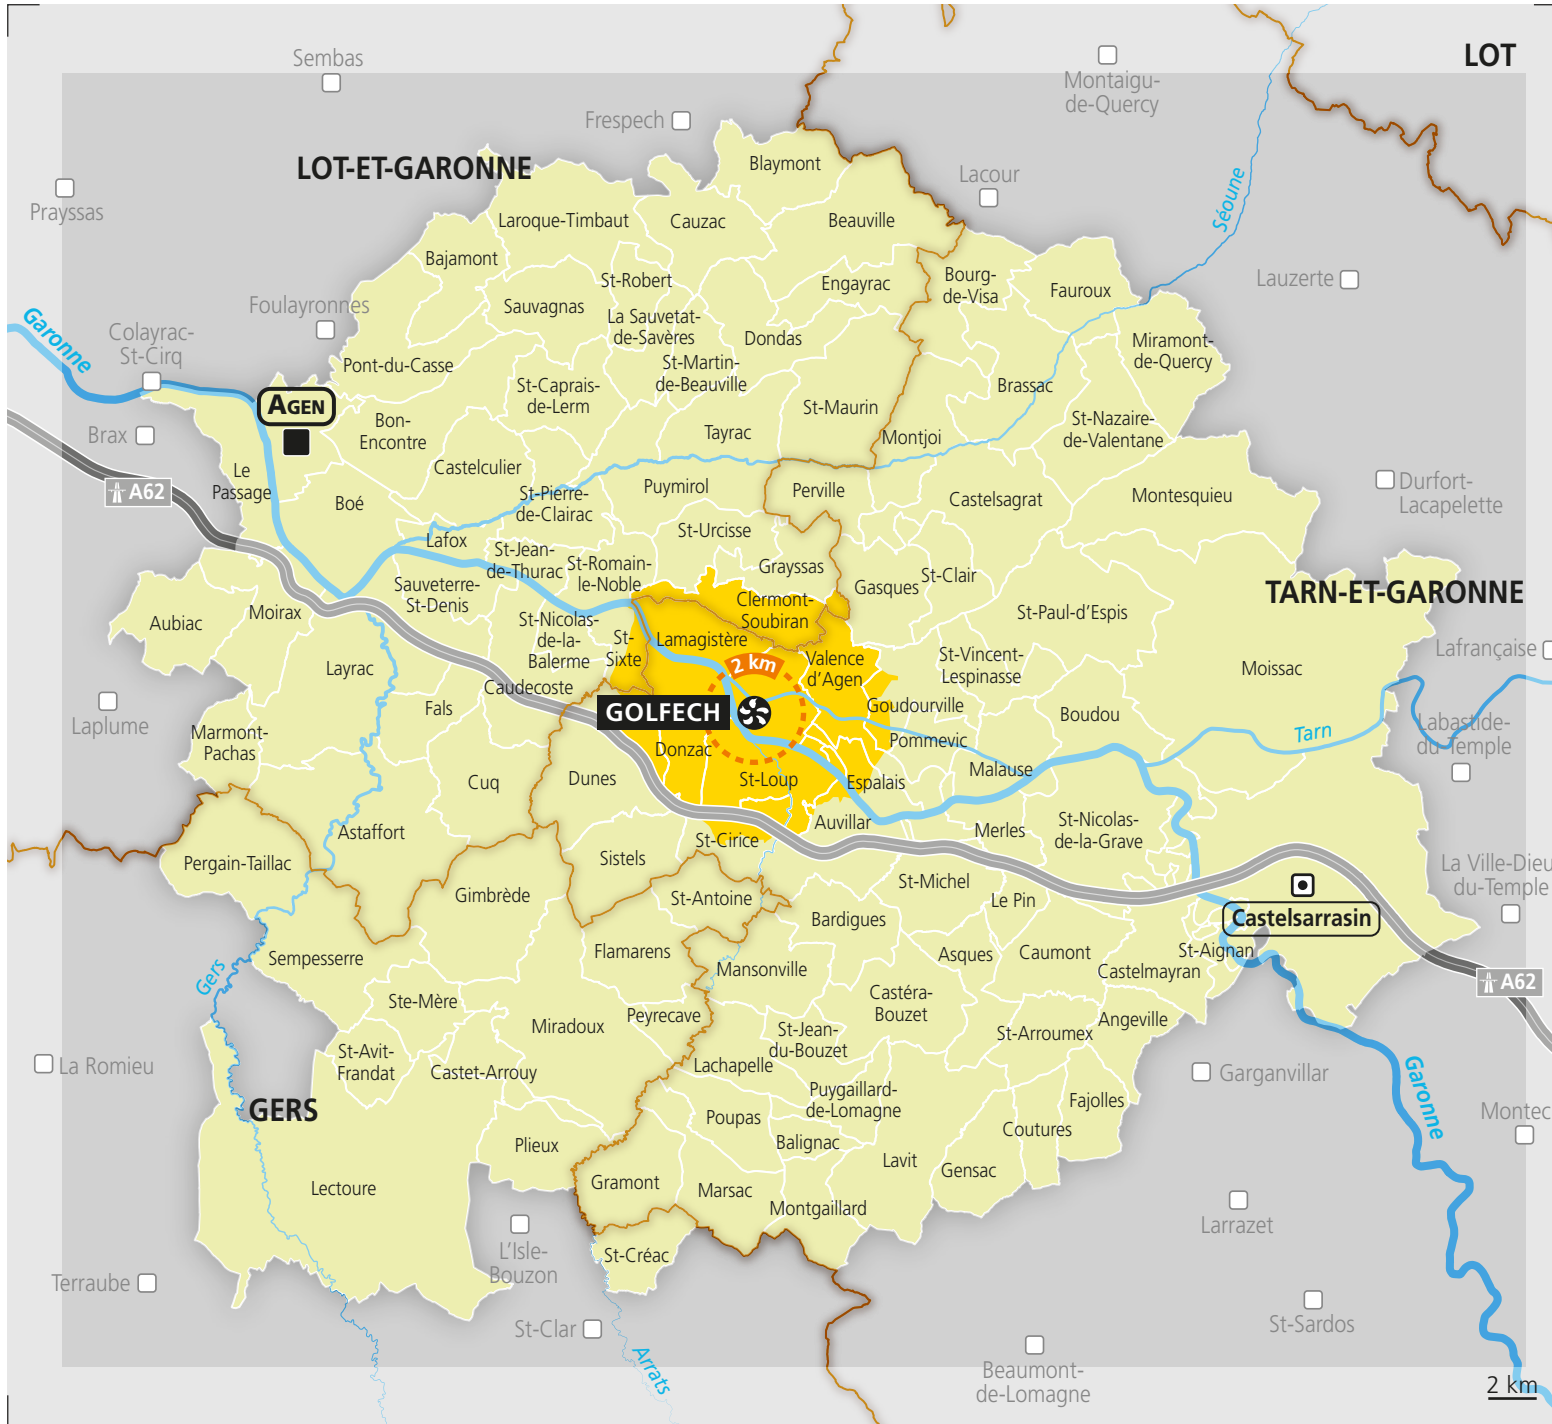 LOT
Sembas
Montaigu-
de-Quercy
Frespech
LOT-ET-GARONNE
Blaymont
Lacour
Prayssas
Séoune
Laroque-Timbaut
Cauzac
Beauville
Bajamont
St-Robert
Engayrac
Bourg-
de-Visa
Fauroux
Lauzerte
Garonne
Foulayronnes
Sauvagnas
La Sauvetat-
de-Savères
Dondas
Colayrac-
St-Cirq
Miramont-
de-Quercy
Pont-du-Casse
St-Martin-
de-Beauville
St-Caprais-
de-Lerm
Brassac
AGEN
St-Maurin
Bon-
Encontre
St-Nazaire-
de-Valentane
Brax
Tayrac
Montjoi
Castelculier
Le
Passage
A62
Puymirol
Perville
Castelsagrat
Montesquieu
Durfort-
Lacapelette
Boé
St-Pierre-
de-Clairac
St-Urcisse
Lafox
St-Jean-
de-Thurac
St-Romain-
le-Noble
Grayssas
Gasques
St-Clair
TARN-ET-GARONNE
Sauveterre-
St-Denis
Clermont-
Soubiran
Moirax
Aubiac
St-Paul-d'Espis
St-Nicolas-
de-la-
Balerme
St-
Sixte
Lamagistère
Lafrançaise
Layrac
2 km
Valence
d'Agen
St-Vincent-
Lespinasse
Moissac
Caudecoste
Fals
GOLFECH
Goudourville
Boudou
Laplume
Marmont-
Pachas
Donzac
Pommevic
Tarn
Labastide-
du-Temple
Cuq
Dunes
St-Loup
Espalais
Malause
Astaffort
Auvillar
Merles
St-Nicolas-
de-la-Grave
St-Cirice
Pergain-Taillac
Sistels
La Ville-Dieu
du-Temple
Gimbrède
St-Michel
St-Antoine
Le Pin
Bardigues
Castelsarrasin
Sempesserre
Flamarens
Asques
Caumont
St-Aignan
Gers
Mansonville
Castelmayran
A62
Ste-Mère
Castéra-
Bouzet
Peyrecave
Miradoux
St-Jean-
du-Bouzet
Angeville
St-Arroumex
St-Avit-
Frandat
La Romieu
Castet-Arrouy
Lachapelle
Garganvillar
Garonne
Puygaillard-
de-Lomagne
Fajolles
GERS
Poupas
Montec
Plieux
Balignac
Coutures
Lectoure
Gramont
Marsac
Lavit
Gensac
Montgaillard
Larrazet
L'Isle-
Bouzon
St-Créac
Terraube
St-Clar
St-Sardos
Arrats
Beaumont-
de-Lomagne
2 km